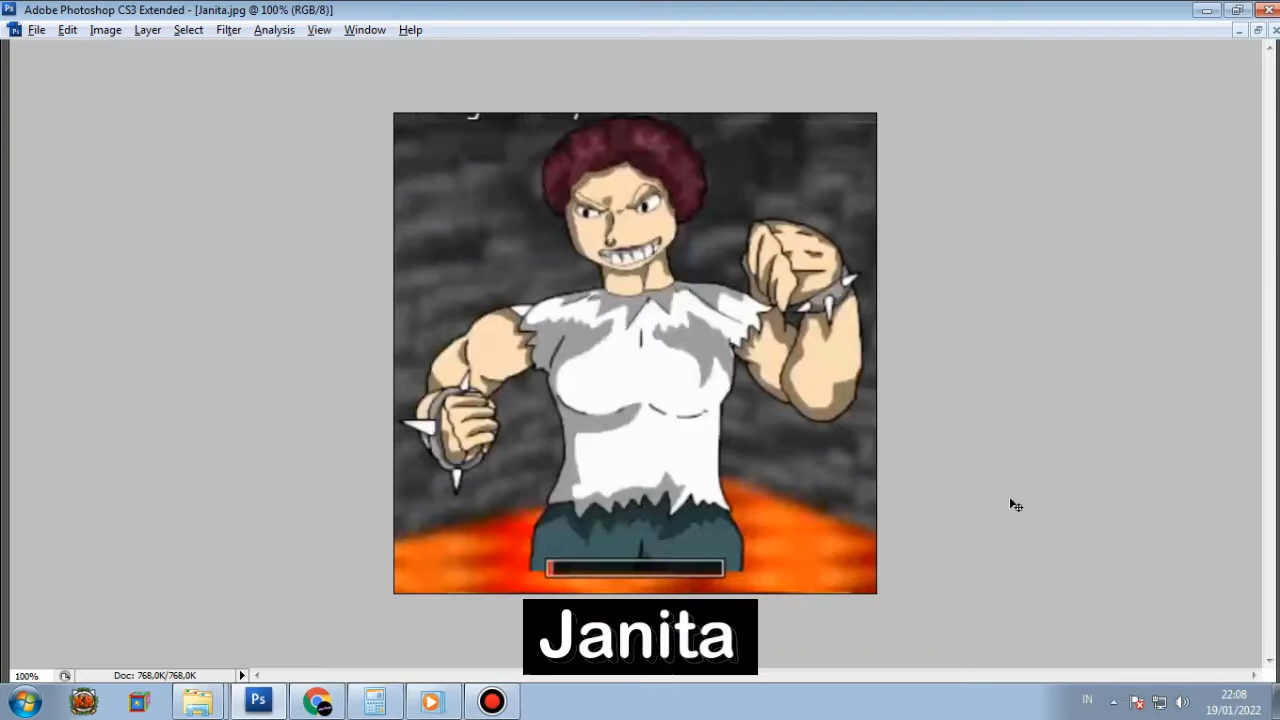 Adobe Photoshop CS3 Extended - [Janita.jpg @ 100% (RGB/8)]
File Edit Image Layer Select Filter Analysis View Window Help
Janita
100% Doc: 768,0K/768,0K
Ps IN 22:08
19/01/2022